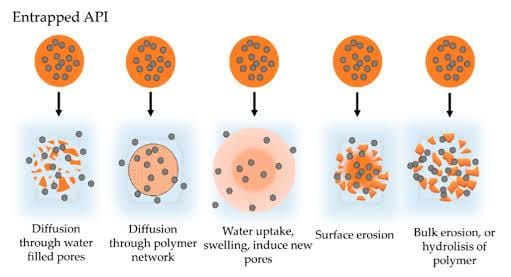 Entrapped API
Diffusion
through water
filled pores
Diffusion
through polymer
network
Water uptake,
swelling, induce new
pores
Surface erosion
Bulk erosion, or
hydrolisis of
polymer